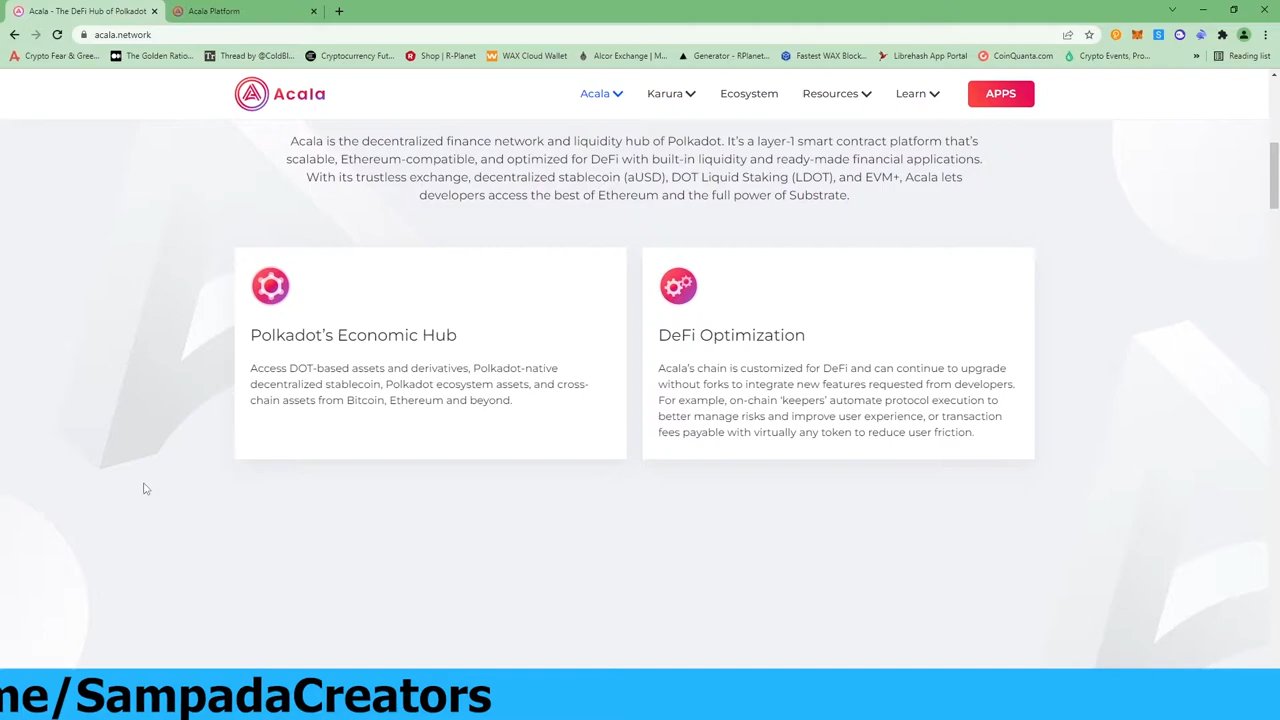 Acala - The DeFi Hub of Polkadot
Acala Platform
acala.network
Crypto Fear & Gree...
The Golden Ratio...
Thread by @ColdBl...
Cryptocurrency Fut...
Shop | R-Planet
WAX Cloud Wallet
Alcor Exchange | M...
Generator - RPlanet...
Fastest WAX Block...
Librehash App Portal
CoinQuanta.com
Crypto Events, Pro...
»
Reading list
Acala
Acala
Karura
Ecosystem
Resources
Learn
APPS
Acala is the decentralized finance network and liquidity hub of Polkadot. It's a layer-1 smart contract platform that's
scalable, Ethereum-compatible, and optimized for DeFi with built-in liquidity and ready-made financial applications.
With its trustless exchange, decentralized stablecoin (aUSD), DOT Liquid Staking (LDOT), and EVM+, Acala lets
developers access the best of Ethereum and the full power of Substrate.
Polkadot's Economic Hub
Access DOT-based assets and derivatives, Polkadot-native
decentralized stablecoin, Polkadot ecosystem assets, and cross-
chain assets from Bitcoin, Ethereum and beyond.
DeFi Optimization
Acala's chain is customized for DeFi and can continue to upgrade
without forks to integrate new features requested from developers.
For example, on-chain 'keepers' automate protocol execution to
better manage risks and improve user experience, or transaction
fees payable with virtually any token to reduce user friction.
me/SampadaCreators